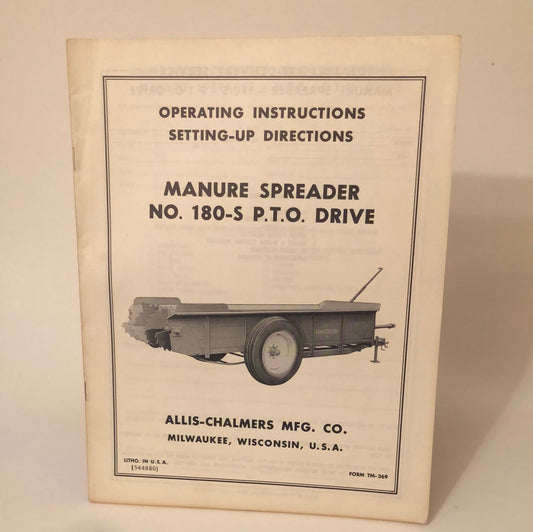 OPERATING INSTRUCTIONS
SETTING-UP DIRECTIONS
MANURE SPREADER
NO. 180-S P.T.O. DRIVE
ALLIS-CHALMERS MFG. CO.
MILWAUKEE, WISCONSIN, U.S.A.
LITHO. IN U.S.A.
(544880)
FORM TM-369